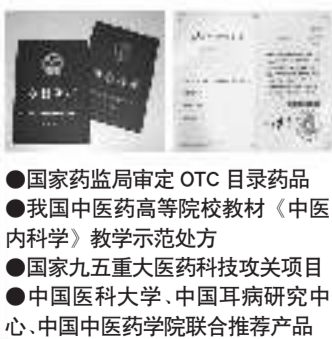 ●国家药监局审定 OTC 目录药品
●我国中医药高等院校教材《中医
内科学》教学示范处方
●国家九五重大医药科技攻关项目
●中国医科大学、中国耳病研究中
心、中国中医药学院联合推荐产品